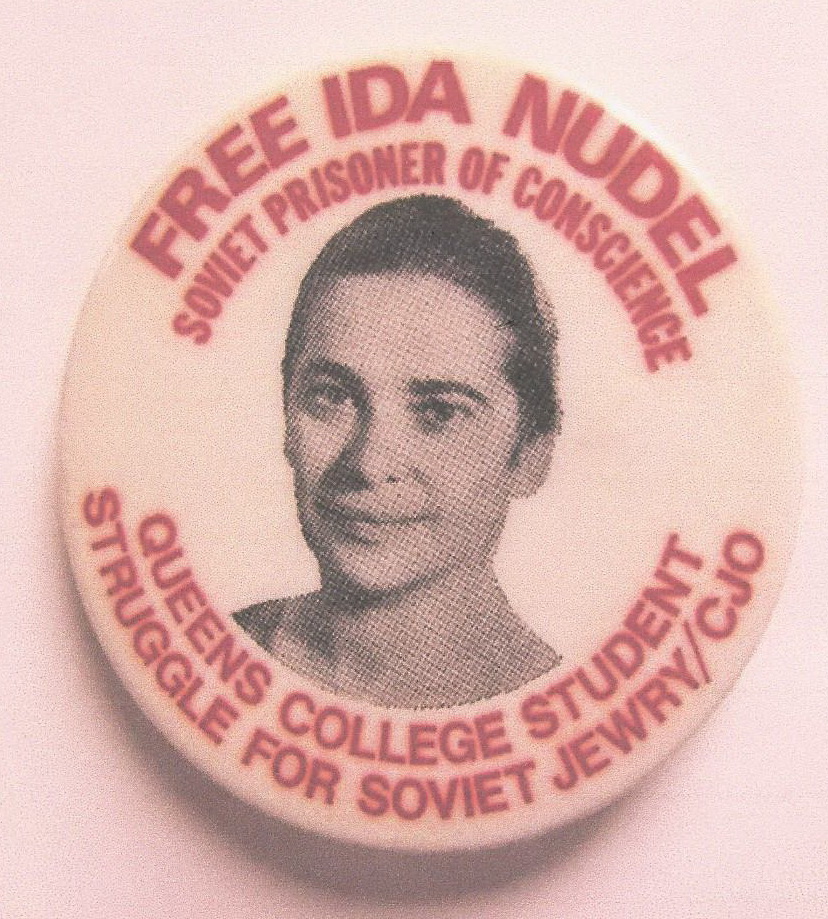 FREE IDA NUDEL
SOVIET PRISONER OF CONSCIENCE
QUEENS COLLEGE STUDENT
STRUGGLE FOR SOVIET JEWRY/CJO